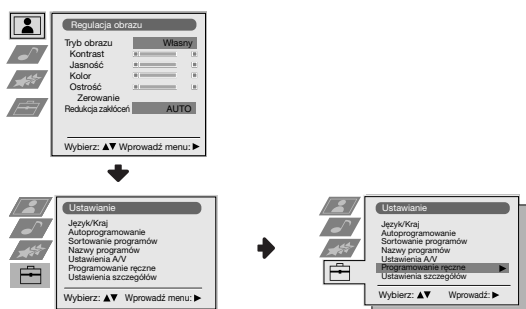 Regulacja obrazu
Tryb obrazu Własny
Kontrast
Jasność
Kolor
Ostrość
Zerowanie
Redukcja zakłóceń AUTO
Wybierz: ▲▼ Wprowadź menu: ▶
Ustawianie
Język/Kraj
Autoprogramowanie
Sortowanie programów
Nazwy programów
Ustawienia A/V
Programowanie ręczne
Ustawienia szczegółów
Wybierz: ▲▼ Wprowadź menu: ▶
Ustawianie
Język/Kraj
Autoprogramowanie
Sortowanie programów
Nazwy programów
Ustawienia A/V
Programowanie ręczne ▶
Ustawienia szczegółów
Wybierz: ▲▼ Wprowadź: ▶